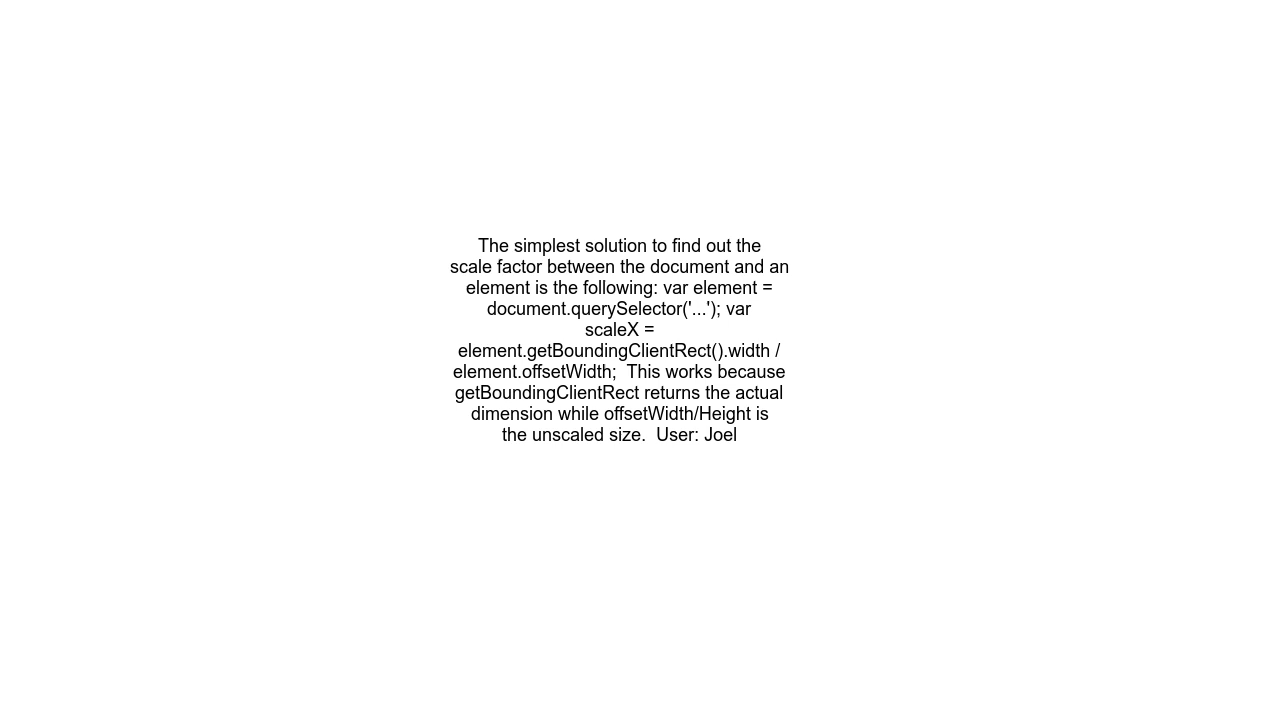 The simplest solution to find out the
scale factor between the document and an
element is the following: var element =
document.querySelector('...'); var
scaleX =
element.getBoundingClientRect().width /
element.offsetWidth;  This works because
getBoundingClientRect returns the actual
dimension while offsetWidth/Height is
the unscaled size.  User: Joel